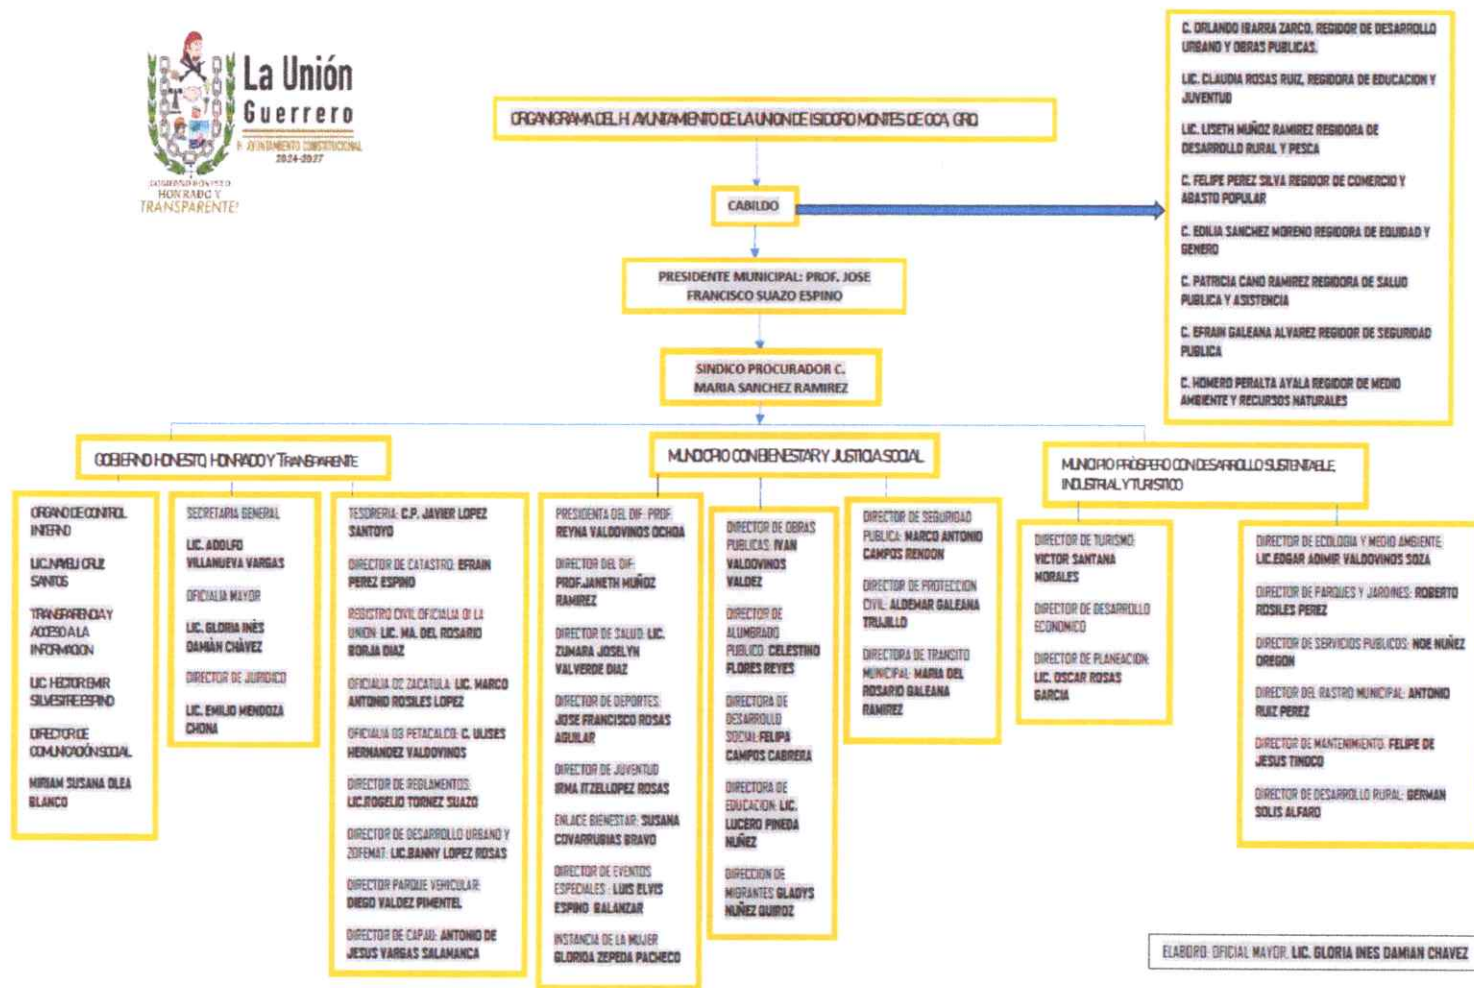 La Unión
Guerrero
H. AYUNTAMIENTO CONSTITUCIONAL
2024-2027
¡GOBIERNO HONESTO
HONRADO Y
TRANSPARENTE!
ORGANIGRAMA DEL H. AYUNTAMIENTO DE LA UNION DE ISIDORO MONTES DE OCA, GRO.
CABILDO
PRESIDENTE MUNICIPAL: PROF. JOSE
FRANCISCO SUAZO ESPINO
SINDICO PROCURADOR C.
MARIA SANCHEZ RAMIREZ
C. ORLANDO IBARRA ZARCO, REGIDOR DE DESARROLLO
URBANO Y OBRAS PUBLICAS.
LIC. CLAUDIA ROSAS RUIZ, REGIDORA DE EDUCACION Y
JUVENTUD
LIC. LISETH MUÑOZ RAMIREZ REGIDORA DE
DESARROLLO RURAL Y PESCA
C. FELIPE PEREZ SILVA REGIDOR DE COMERCIO Y
ABASTO POPULAR
C. EDILIA SANCHEZ MORENO REGIDORA DE EQUIDAD Y
GENERO
C. PATRICIA CANO RAMIREZ REGIDORA DE SALUD
PUBLICA Y ASISTENCIA
C. EFRAIN GALEANA ALVAREZ REGIDOR DE SEGURIDAD
PUBLICA
C. HOMERO PERALTA AYALA REGIDOR DE MEDIO
AMBIENTE Y RECURSOS NATURALES
GOBIERNO HONESTO, HONRADO Y TRANSPARENTE
ORGANO DE CONTROL
INTERNO
LIC.NAYELI CRUZ
SANTOS
TRANSPARENCIA Y
ACCESO A LA
INFORMACION
LIC. HECTOR EMIR
SILVESTRE ESPINO
DIRECTOR DE
COMUNICACIÓN SOCIAL
MIRIAM SUSANA OLEA
BLANCO
SECRETARIA GENERAL
LIC. ADOLFO
VILLANUEVA VARGAS
OFICIALIA MAYOR
LIC. GLORIA INÈS
DAMIÀN CHÀVEZ
DIRECTOR DE JURIDICO
LIC. EMILIO MENDOZA
CHONA
TESORERIA: C.P. JAVIER LOPEZ
SANTOYO
DIRECTOR DE CATASTRO: EFRAIN
PEREZ ESPINO
REGISTRO CIVIL OFICIALIA 01 LA
UNION: LIC. MA. DEL ROSARIO
BORJA DIAZ
OFICIALIA 02 ZACATULA: LIC. MARCO
ANTONIO ROSILES LOPEZ
OFICIALIA 03 PETACALCO: C. ULISES
HERNANDEZ VALDOVINOS
DIRECTOR DE REGLAMENTOS:
LIC.ROGELIO TORNEZ SUAZO
DIRECTOR DE DESARROLLO URBANO Y
ZOFEMAT: LIC.BANNY LOPEZ ROSAS
DIRECTOR PARQUE VEHICULAR:
DIEGO VALDEZ PIMENTEL
DIRECTOR DE CAPAU: ANTONIO DE
JESUS VARGAS SALAMANCA
MUNICIPIO CON BIENESTAR Y JUSTICIA SOCIAL
PRESIDENTA DEL DIF: PROF.
REYNA VALDOVINOS OCHOA
DIRECTOR DEL DIF:
PROF.JANETH MUÑOZ
RAMIREZ
DIRECTOR DE SALUD: LIC.
ZUMARA JOSELYN
VALVERDE DIAZ
DIRECTOR DE DEPORTES:
JOSE FRANCISCO ROSAS
AGUILAR
DIRECTOR DE JUVENTUD
IRMA ITZELLOPEZ ROSAS
ENLACE BIENESTAR: SUSANA
COVARRUBIAS BRAVO
DIRECTOR DE EVENTOS
ESPECIALES : LUIS ELVIS
ESPINO BALANZAR
INSTANCIA DE LA MUJER
GLORIDA ZEPEDA PACHECO
DIRECTOR DE OBRAS
PUBLICAS: IVAN
VALDOVINOS
VALDEZ
DIRECTOR DE
ALUMBRADO
PUBLICO: CELESTINO
FLORES REYES
DIRECTORA DE
DESARROLLO
SOCIAL:FELIPA
CAMPOS CABRERA
DIRECTORA DE
EDUCACION: LIC.
LUCERO PINEDA
NUÑEZ
DIRECCION DE
MIGRANTES GLADYS
NUÑEZ QUIROZ
DIRECTOR DE SEGURIDAD
PUBLICA: MARCO ANTONIO
CAMPOS RENDON
DIRECTOR DE PROTECCION
CIVIL: ALDEMAR GALEANA
TRUJILLO
DIRECTORA DE TRANSITO
MUNICIPAL: MARIA DEL
ROSARIO GALEANA
RAMIREZ
MUNICIPIO PRÒSPERO CON DESARROLLO SUSTENTABLE,
INDUSTRIAL Y TURISTICO
DIRECTOR DE TURISMO:
VICTOR SANTANA
MORALES
DIRECTOR DE DESARROLLO
ECONOMICO
DIRECTOR DE PLANEACION:
LIC. OSCAR ROSAS
GARCIA
DIRECTOR DE ECOLOGIA Y MEDIO AMBIENTE:
LIC.EDGAR ADIMIR VALDOVINOS SOZA
DIRECTOR DE PARQUES Y JARDINES: ROBERTO
ROSILES PEREZ
DIRECTOR DE SERVICIOS PUBLICOS: NOE NUÑEZ
OREGON
DIRECTOR DEL RASTRO MUNICIPAL: ANTONIO
RUIZ PEREZ
DIRECTOR DE MANTENIMIENTO: FELIPE DE
JESUS TINOCO
DIRECTOR DE DESARROLLO RURAL: GERMAN
SOLIS ALFARO
ELABORO: OFICIAL MAYOR. LIC. GLORIA INES DAMIAN CHAVEZ